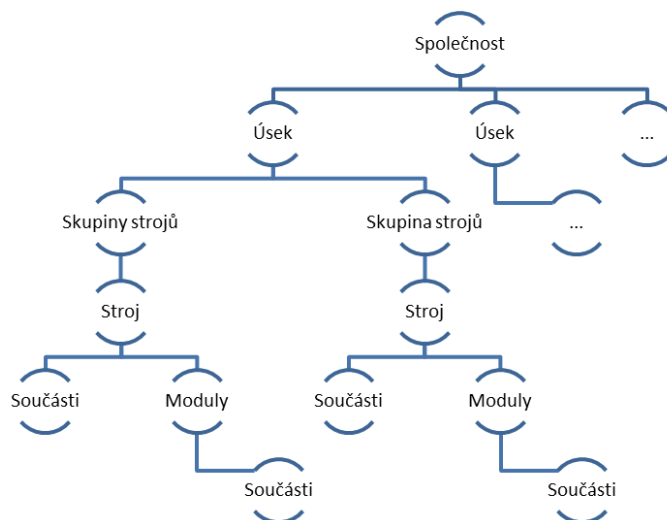 Společnost
Úsek
Úsek
...
Skupiny strojů
Skupina strojů
...
Stroj
Stroj
Součásti
Moduly
Součásti
Moduly
Součásti
Součásti